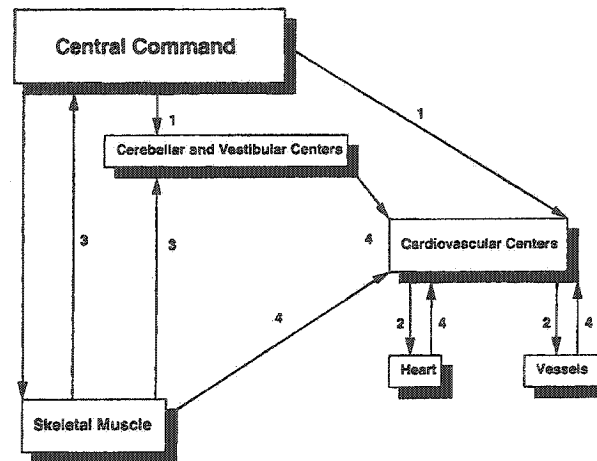 Central Command
1
1
Cerebellar and Vestibular Centers
3
3
4
Cardiovascular Centers
4
2
4
2
4
Heart
Vessels
Skeletal Muscle